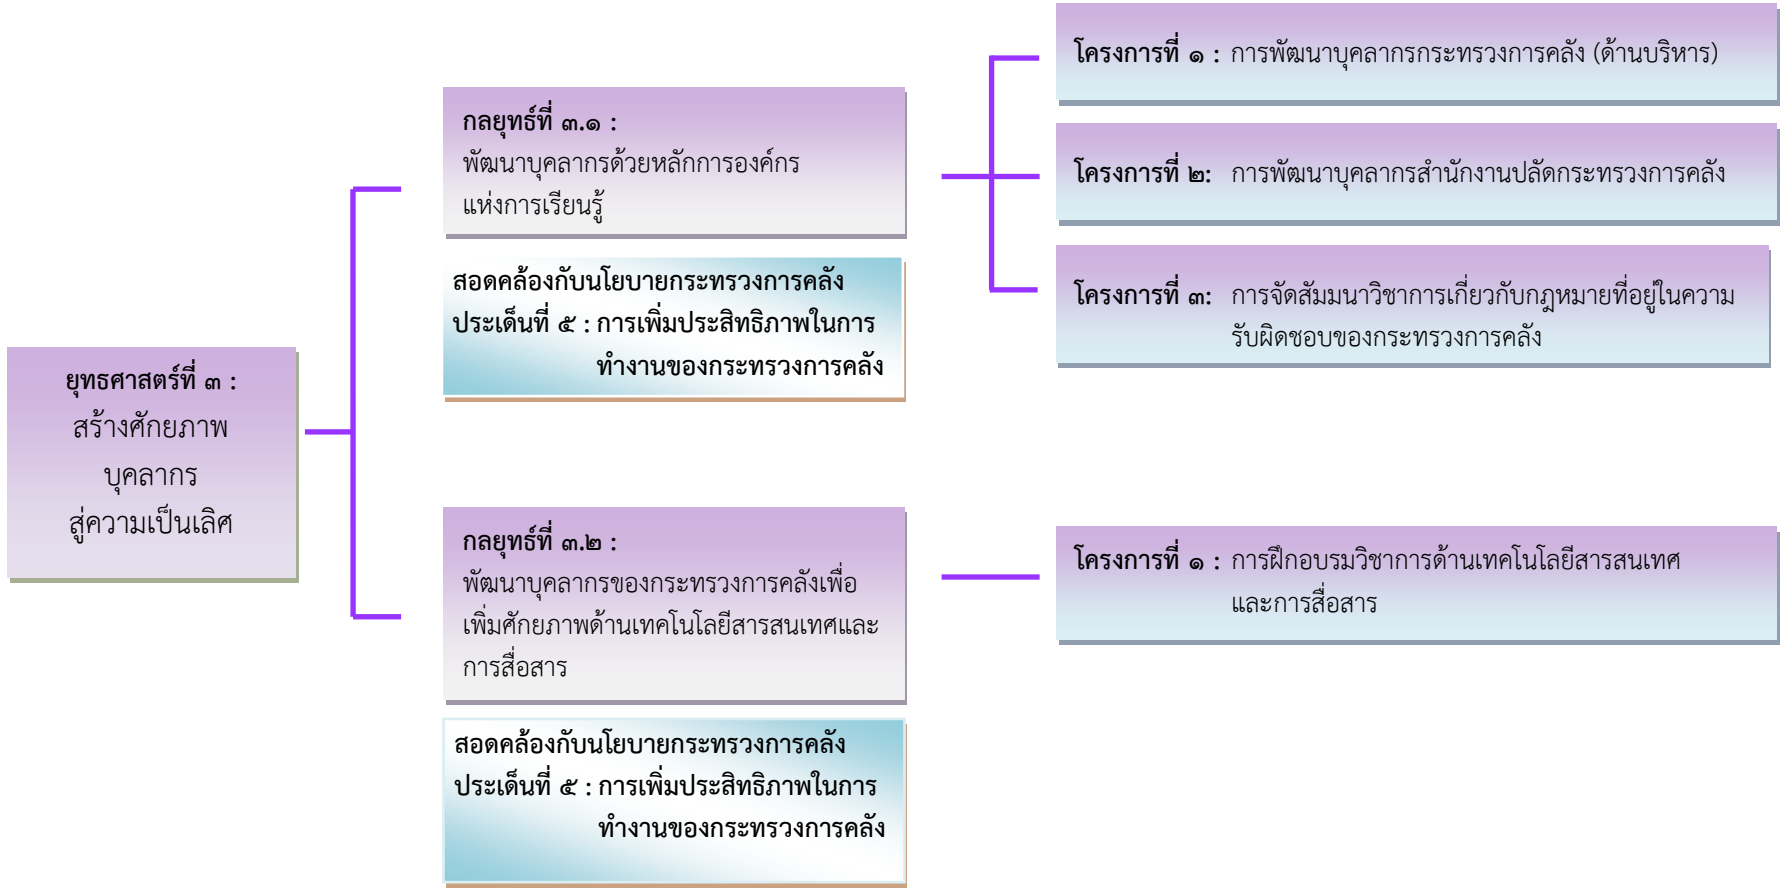 ยุทธศาสตร์ที่ ๓ :
สร้างศักยภาพ
บุคลากร
สู่ความเป็นเลิศ
กลยุทธ์ที่ ๓.๑ :
พัฒนาบุคลากรด้วยหลักการองค์กร
แห่งการเรียนรู้
สอดคล้องกับนโยบายกระทรวงการคลัง
ประเด็นที่ ๕ : การเพิ่มประสิทธิภาพในการ
ทำงานของกระทรวงการคลัง
โครงการที่ ๑ : การพัฒนาบุคลากรกระทรวงการคลัง (ด้านบริหาร)
โครงการที่ ๒: การพัฒนาบุคลากรสำนักงานปลัดกระทรวงการคลัง
โครงการที่ ๓: การจัดสัมมนาวิชาการเกี่ยวกับกฎหมายที่อยู่ในความ
รับผิดชอบของกระทรวงการคลัง
กลยุทธ์ที่ ๓.๒ :
พัฒนาบุคลากรของกระทรวงการคลังเพื่อ
เพิ่มศักยภาพด้านเทคโนโลยีสารสนเทศและ
การสื่อสาร
สอดคล้องกับนโยบายกระทรวงการคลัง
ประเด็นที่ ๕ : การเพิ่มประสิทธิภาพในการ
ทำงานของกระทรวงการคลัง
โครงการที่ ๑ : การฝึกอบรมวิชาการด้านเทคโนโลยีสารสนเทศ
และการสื่อสาร